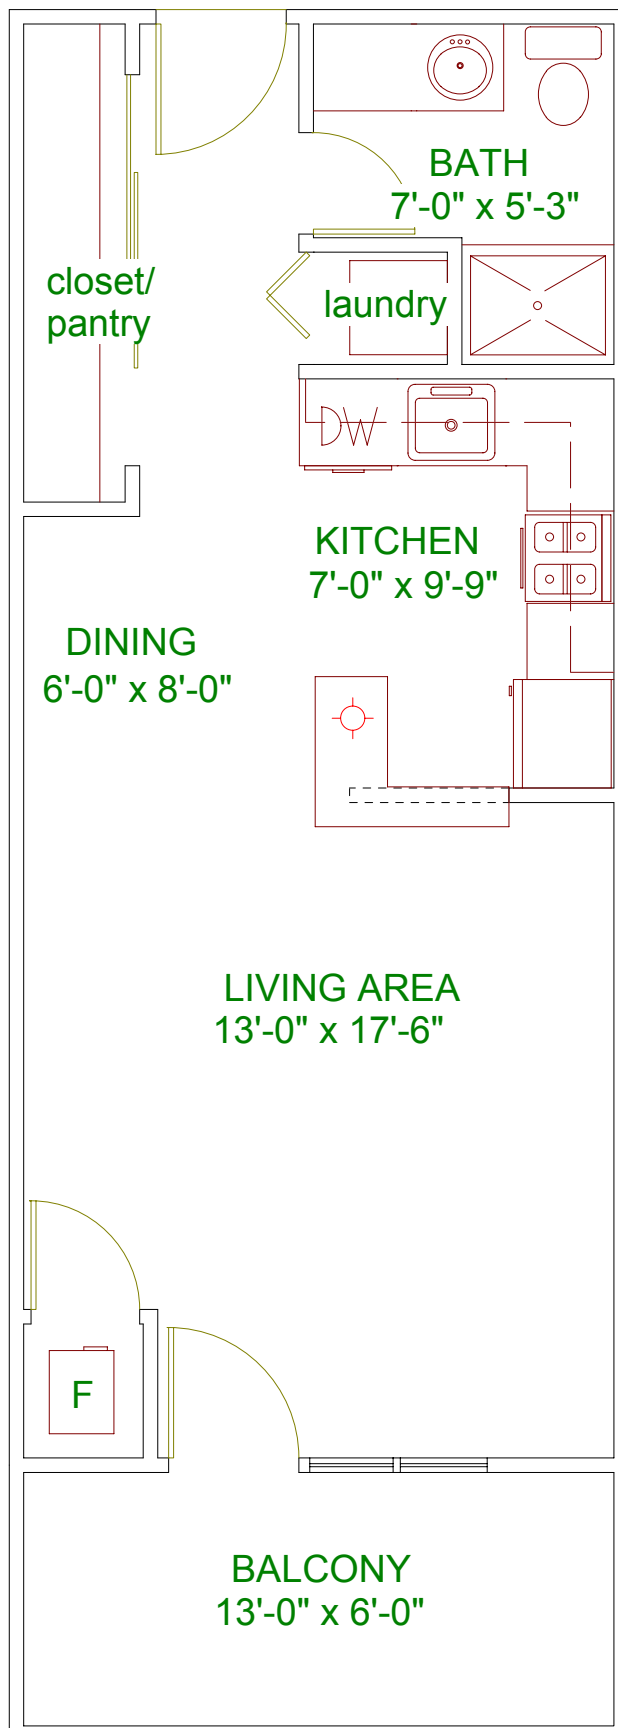 BATH
7'-0" x 5'-3"
closet/
pantry
laundry
DW
KITCHEN
7'-0" x 9'-9"
DINING
6'-0" x 8'-0"
LIVING AREA
13'-0" x 17'-6"
F
BALCONY
13'-0" x 6'-0"